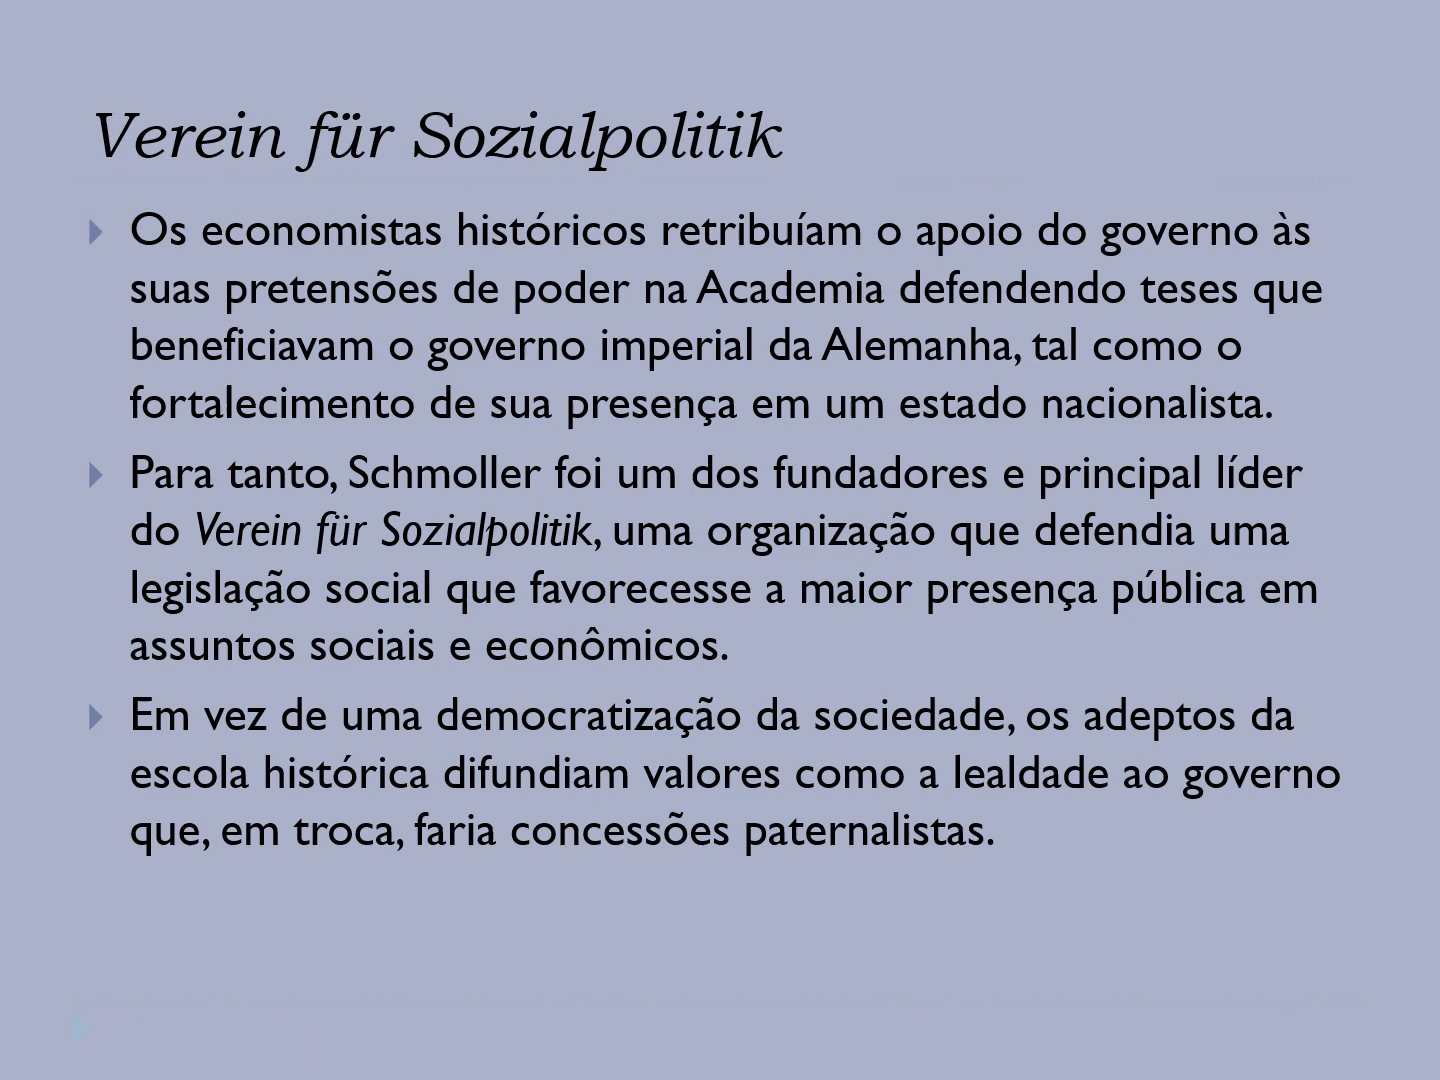 Verein für Sozialpolitik
Os economistas históricos retribuíam o apoio do governo às
suas pretensões de poder na Academia defendendo teses que
beneficiavam o governo imperial da Alemanha, tal como o
fortalecimento de sua presença em um estado nacionalista.
Para tanto, Schmoller foi um dos fundadores e principal líder
do Verein für Sozialpolitik, uma organização que defendia uma
legislação social que favorecesse a maior presença pública em
assuntos sociais e econômicos.
Em vez de uma democratização da sociedade, os adeptos da
escola histórica difundiam valores como a lealdade ao governo
que, em troca, faria concessões paternalistas.